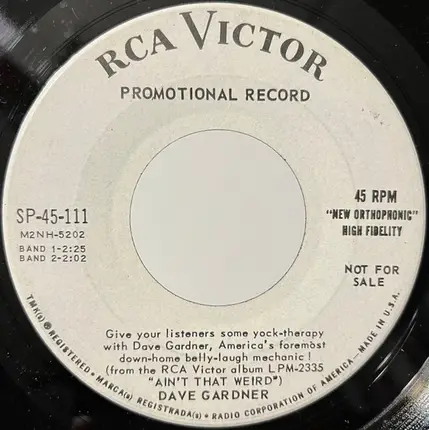 RCA VICTOR
PROMOTIONAL RECORD
SP-45-111
M2NH-5202
BAND 1-2:25
BAND 2-2:02
45 RPM
"NEW ORTHOPHONIC"
HIGH FIDELITY
NOT FOR
SALE
Give your listeners some yock-therapy
with Dave Gardner, America's foremost
down-home belly-laugh mechanic!
(from the RCA Victor album LPM-2335
"AIN'T THAT WEIRD")
DAVE GARDNER
TMK(s) ® REGISTERED • MARCA(s) REGISTRADA(s) • RADIO CORPORATION OF AMERICA—MADE IN U.S.A.